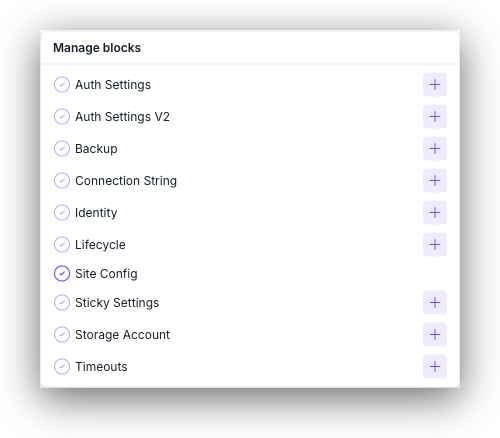 Manage blocks
Auth Settings
Auth Settings V2
Backup
Connection String
Identity
Lifecycle
Site Config
Sticky Settings
Storage Account
Timeouts